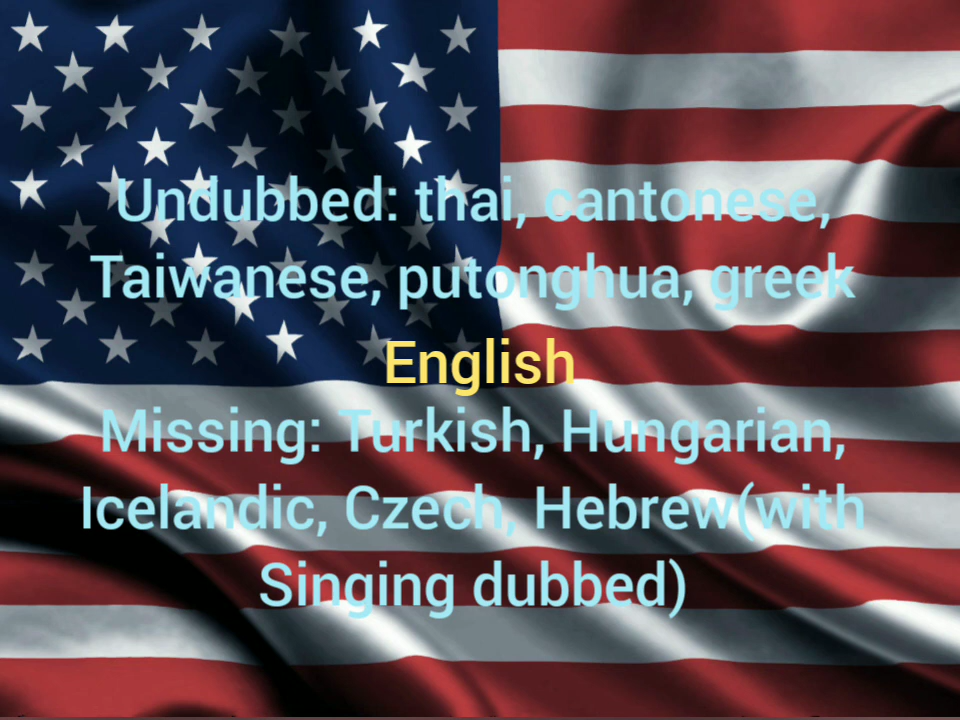 Undubbed: thai, cantonese,
Taiwanese, putonghua, greek
English
Missing: Turkish, Hungarian,
Icelandic, Czech, Hebrew(with
Singing dubbed)